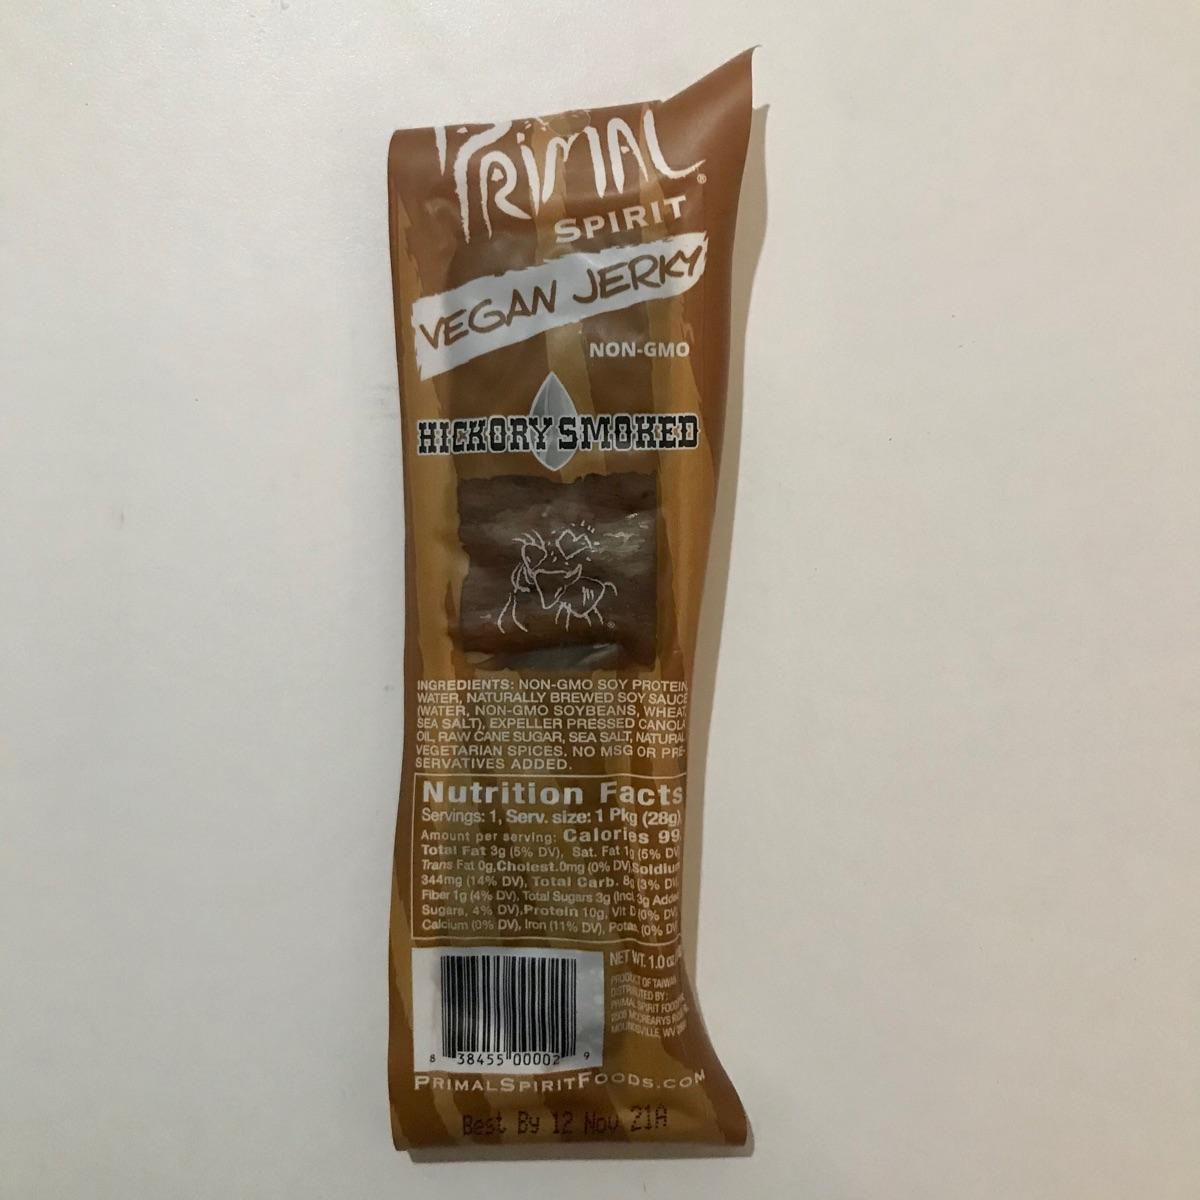 PRIMAL®
SPIRIT
VEGAN JERKY
NON-GMO
HICKORY SMOKED
INGREDIENTS: NON-GMO SOY PROTEIN,
WATER, NATURALLY BREWED SOY SAUCE
(WATER, NON-GMO SOYBEANS, WHEAT,
SEA SALT), EXPELLER PRESSED CANOLA
OIL, RAW CANE SUGAR, SEA SALT, NATURAL
VEGETARIAN SPICES. NO MSG OR PRE-
SERVATIVES ADDED.
Nutrition Facts
Servings: 1, Serv. size: 1 Pkg (28g),
Amount per serving: Calories 99,
Total Fat 3g (5% DV), Sat. Fat 1g (5% DV
Trans Fat 0g, Cholest. 0mg (0% DV), Soldium
344mg (14% DV), Total Carb. 8g (3% DV),
Fiber 1g (4% DV), Total Sugars 3g (Incl 3g Added
Sugars, 4% DV), Protein 10g, Vit D (0% DV),
Calcium (0% DV), Iron (11% DV), Potas. (0% DV
NET WT. 1.0 oz
PRODUCT OF TAIWAN
DISTRIBUTED BY:
PRIMAL SPIRIT FOODS
MOUNDSVILLE, WV
8 38455 00002 9
PRIMALSPIRITFOODS.COM
Best By 12 Nov 21A